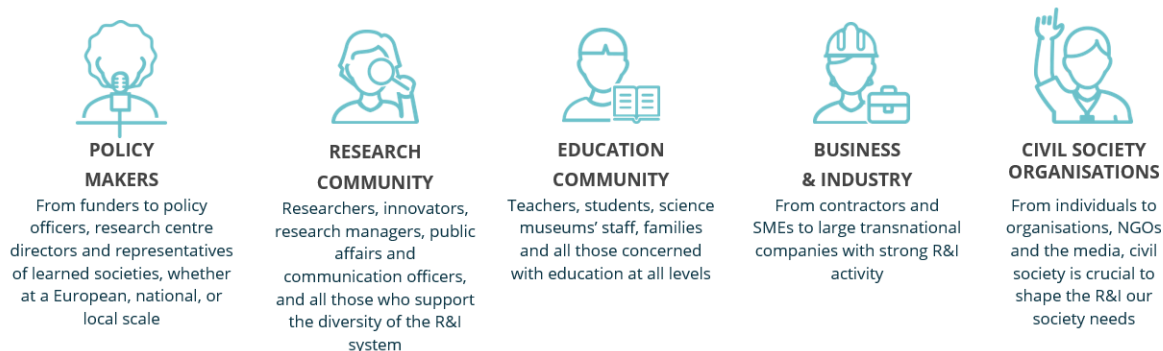 POLICY
MAKERS
From funders to policy
officers, research centre
directors and representatives
of learned societies, whether
at a European, national, or
local scale
RESEARCH
COMMUNITY
Researchers, innovators,
research managers, public
affairs and
communication officers,
and all those who support
the diversity of the R&I
system
EDUCATION
COMMUNITY
Teachers, students, science
museums’ staff, families
and all those concerned
with education at all levels
BUSINESS
& INDUSTRY
From contractors and
SMEs to large transnational
companies with strong R&I
activity
CIVIL SOCIETY
ORGANISATIONS
From individuals to
organisations, NGOs
and the media, civil
society is crucial to
shape the R&I our
society needs